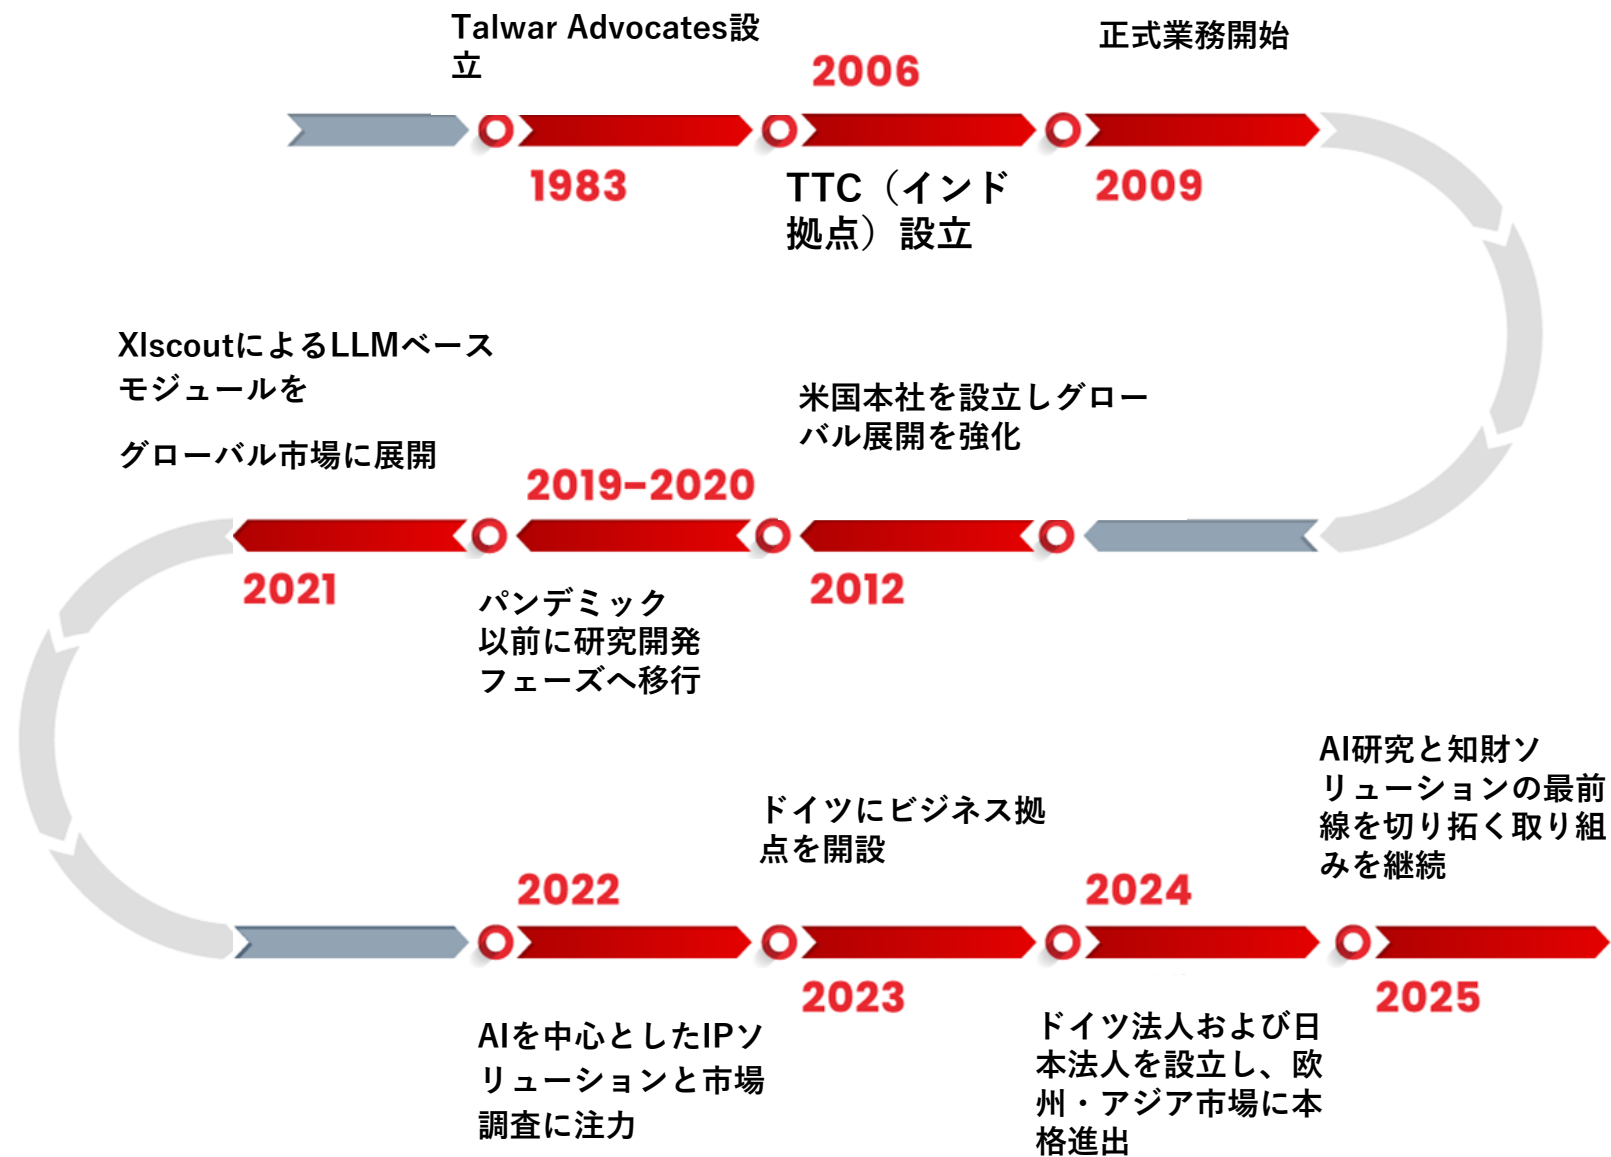 Talwar Advocates設
立
1983
2006
TTC（インド
拠点）設立
正式業務開始
2009
米国本社を設立しグロー
バル展開を強化
2012
2019–2020
パンデミック
以前に研究開発
フェーズへ移行
XlscoutによるLLMベース
モジュールを
グローバル市場に展開
2021
2022
AIを中心としたIPソ
リューションと市場
調査に注力
ドイツにビジネス拠
点を開設
2023
2024
ドイツ法人および日
本法人を設立し、欧
州・アジア市場に本
格進出
AI研究と知財ソ
リューションの最前
線を切り拓く取り組
みを継続
2025